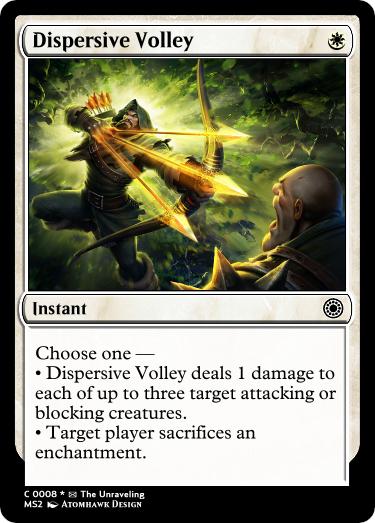 Dispersive Volley
Instant
Choose one —
• Dispersive Volley deals 1 damage to
each of up to three target attacking or
blocking creatures.
• Target player sacrifices an
enchantment.
C 0008 * The Unraveling
MS2 Atomhawk Design